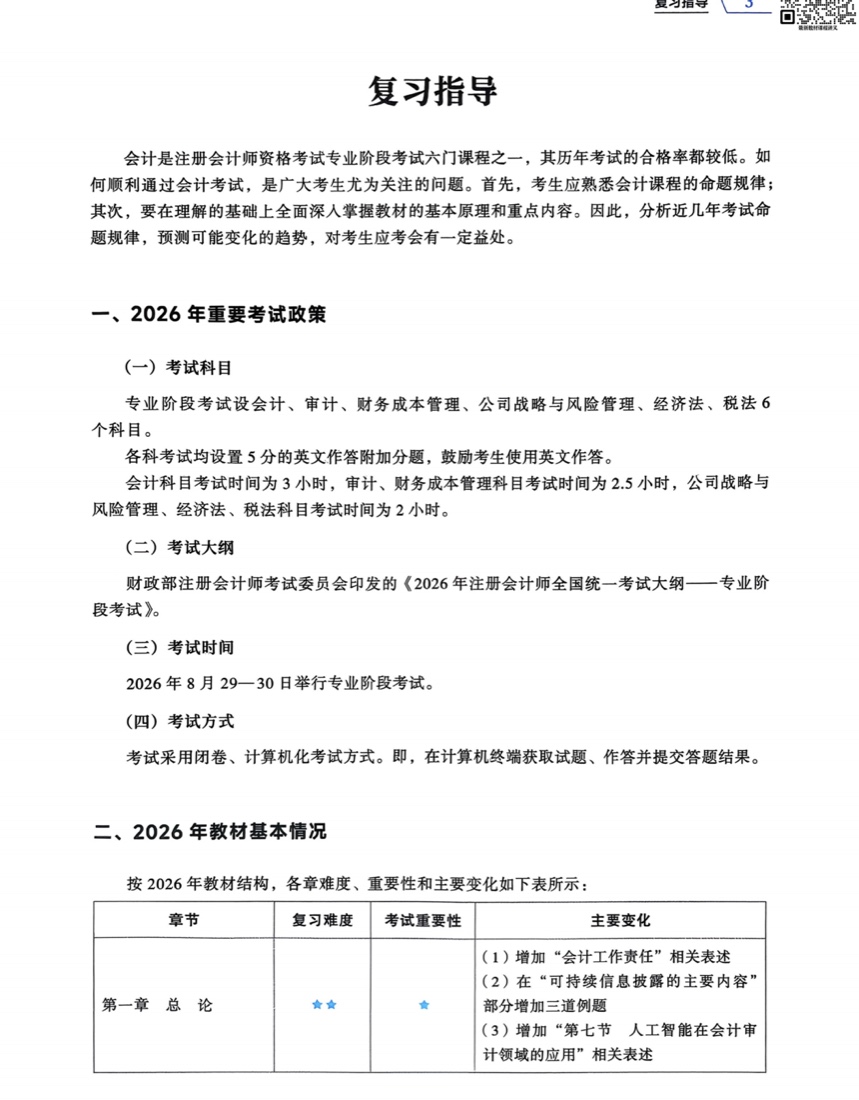 复习指导 3
复习指导
会计是注册会计师资格考试专业阶段考试六门课程之一，其历年考试的合格率都较低。如
何顺利通过会计考试，是广大考生尤为关注的问题。首先，考生应熟悉会计课程的命题规律；
其次，要在理解的基础上全面深入掌握教材的基本原理和重点内容。因此，分析近几年考试命
题规律，预测可能变化的趋势，对考生应考会有一定益处。
一、2026 年重要考试政策
（一）考试科目
专业阶段考试设会计、审计、财务成本管理、公司战略与风险管理、经济法、税法 6
个科目。
各科考试均设置 5 分的英文作答附加分题，鼓励考生使用英文作答。
会计科目考试时间为 3 小时，审计、财务成本管理科目考试时间为 2.5 小时，公司战略与
风险管理、经济法、税法科目考试时间为 2 小时。
（二）考试大纲
财政部注册会计师考试委员会印发的《2026 年注册会计师全国统一考试大纲——专业阶
段考试》。
（三）考试时间
2026 年 8 月 29—30 日举行专业阶段考试。
（四）考试方式
考试采用闭卷、计算机化考试方式。即，在计算机终端获取试题、作答并提交答题结果。
二、2026 年教材基本情况
按 2026 年教材结构，各章难度、重要性和主要变化如下表所示：
章节 复习难度 考试重要性 主要变化
第一章 总 论 ★★ ★
（1）增加“会计工作责任”相关表述
（2）在“可持续信息披露的主要内容”
部分增加三道例题
（3）增加“第七节 人工智能在会计审
计领域的应用”相关表述